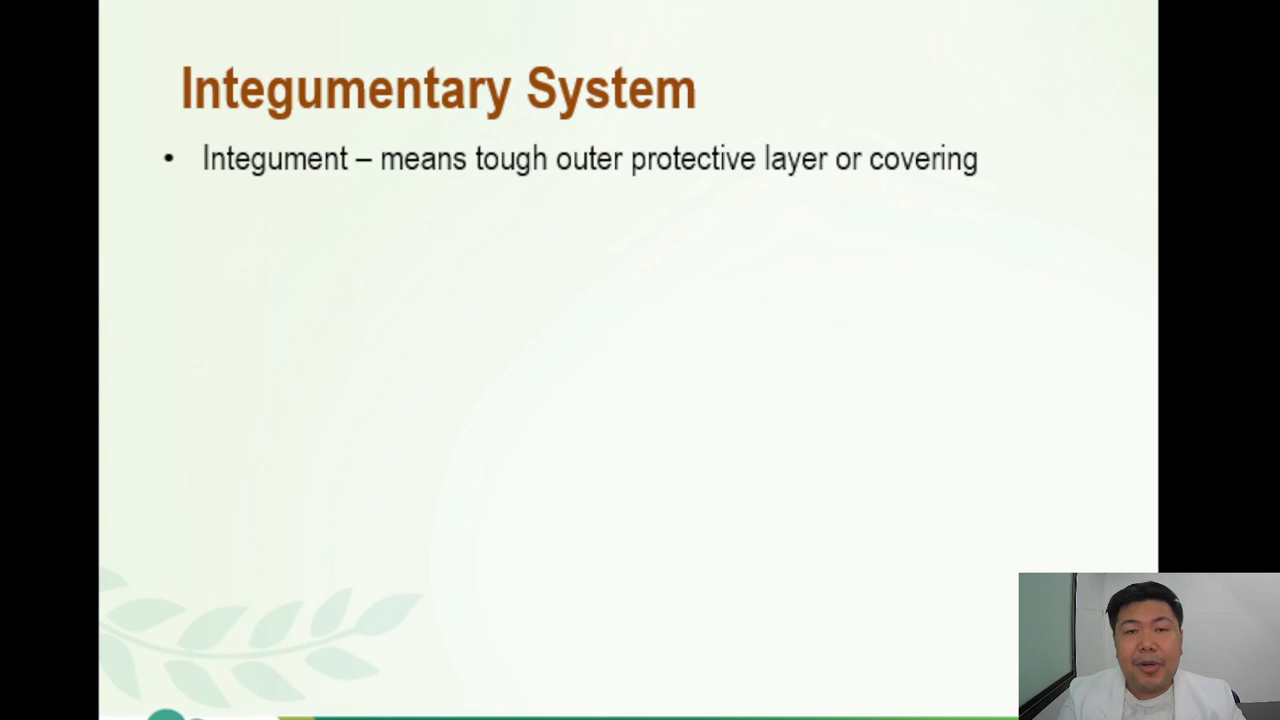 Integumentary System
• Integument – means tough outer protective layer or covering